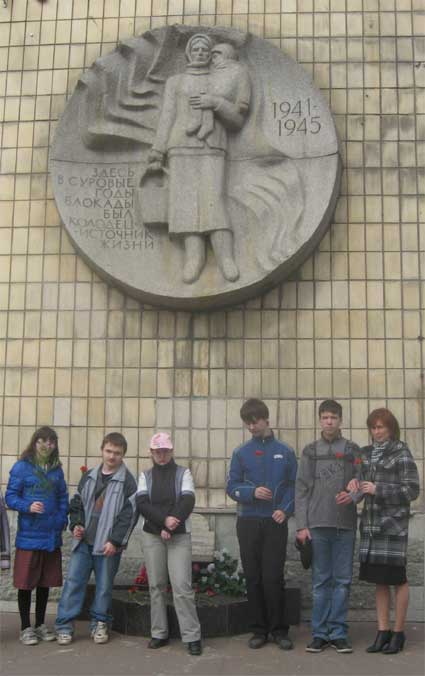 1941-
1945
ЗДЕСЬ
В СУРОВЫЕ
ГОДЫ
БЛОКАДЫ
БЫЛ
КОЛОДЕЦ-
ИСТОЧНИК
ЖИЗНИ